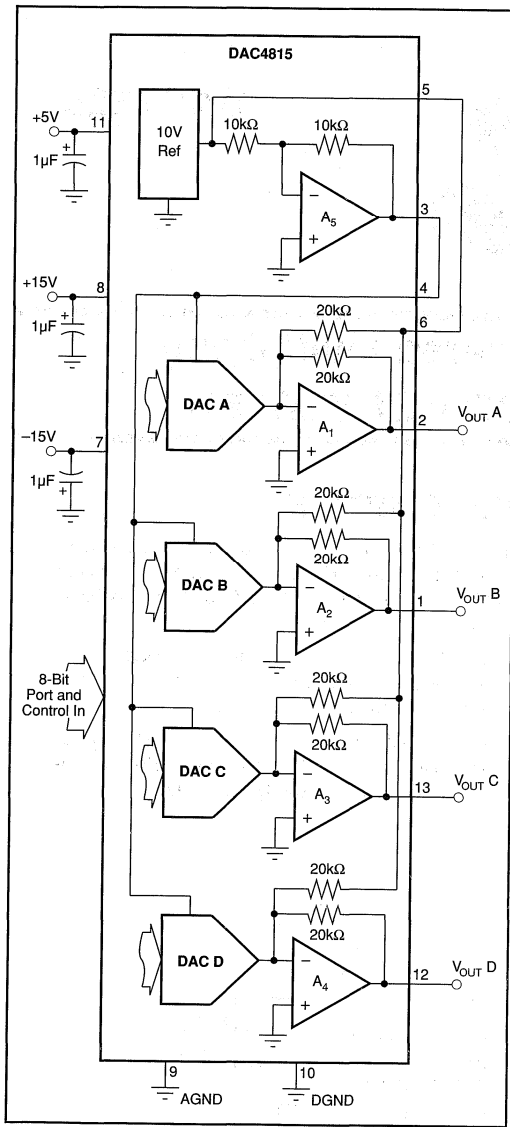 DAC4815
5
+5V
11
10V
Ref
10kΩ
10kΩ
+
1µF
−
A5
+
3
+15V
8
4
+
1µF
20kΩ
6
20kΩ
DAC A
−
A1
+
2
VOUT A
−15V
7
1µF
+
20kΩ
20kΩ
DAC B
−
A2
+
1
VOUT B
8-Bit
Port and
Control In
20kΩ
20kΩ
DAC C
−
A3
+
13
VOUT C
20kΩ
20kΩ
DAC D
−
A4
+
12
VOUT D
9
10
AGND
DGND